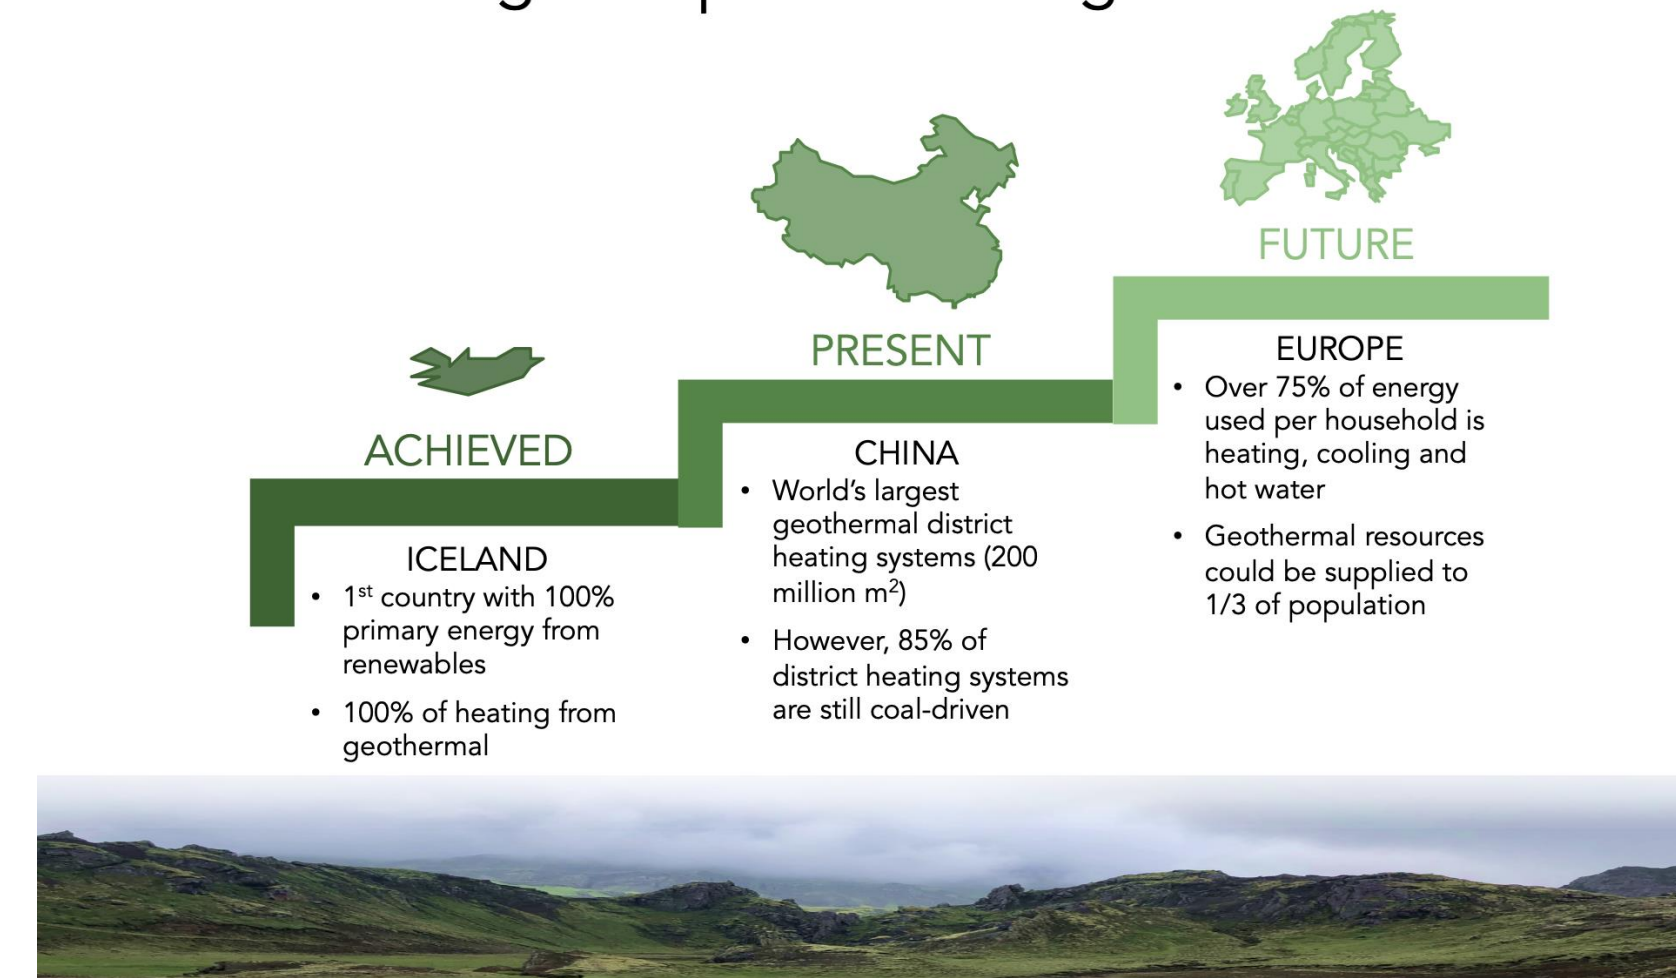 ACHIEVED
ICELAND
• 1st country with 100%
primary energy from
renewables
• 100% of heating from
geothermal
PRESENT
CHINA
• World’s largest
geothermal district
heating systems (200
million m²)
• However, 85% of
district heating systems
are still coal-driven
FUTURE
EUROPE
• Over 75% of energy
used per household is
heating, cooling and
hot water
• Geothermal resources
could be supplied to
1/3 of population